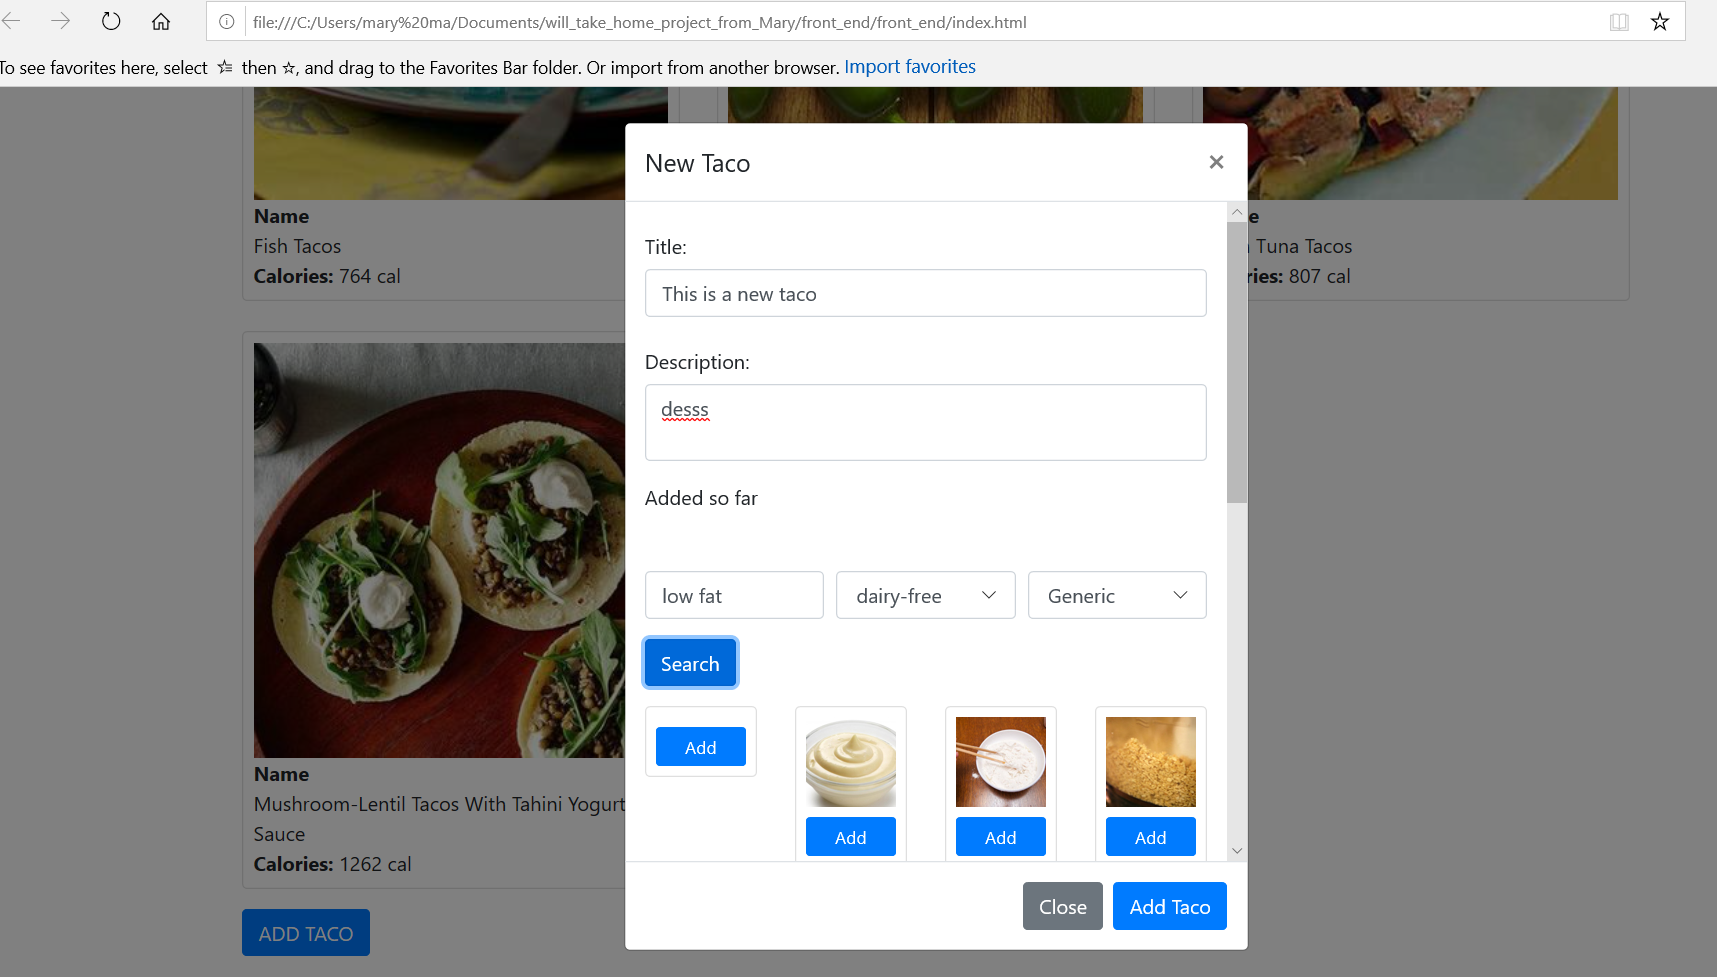 file:///C:/Users/mary%20ma/Documents/will_take_home_project_from_Mary/front_end/front_end/index.html
To see favorites here, select then , and drag to the Favorites Bar folder. Or import from another browser. Import favorites
Name
Fish Tacos
Calories: 764 cal
e
Tuna Tacos
ries: 807 cal
New Taco
×
Title:
This is a new taco
Description:
desss
Added so far
low fat
dairy-free
Generic
Search
Add
Add
Add
Add
Close
Add Taco
Name
Mushroom-Lentil Tacos With Tahini Yogurt
Sauce
Calories: 1262 cal
ADD TACO